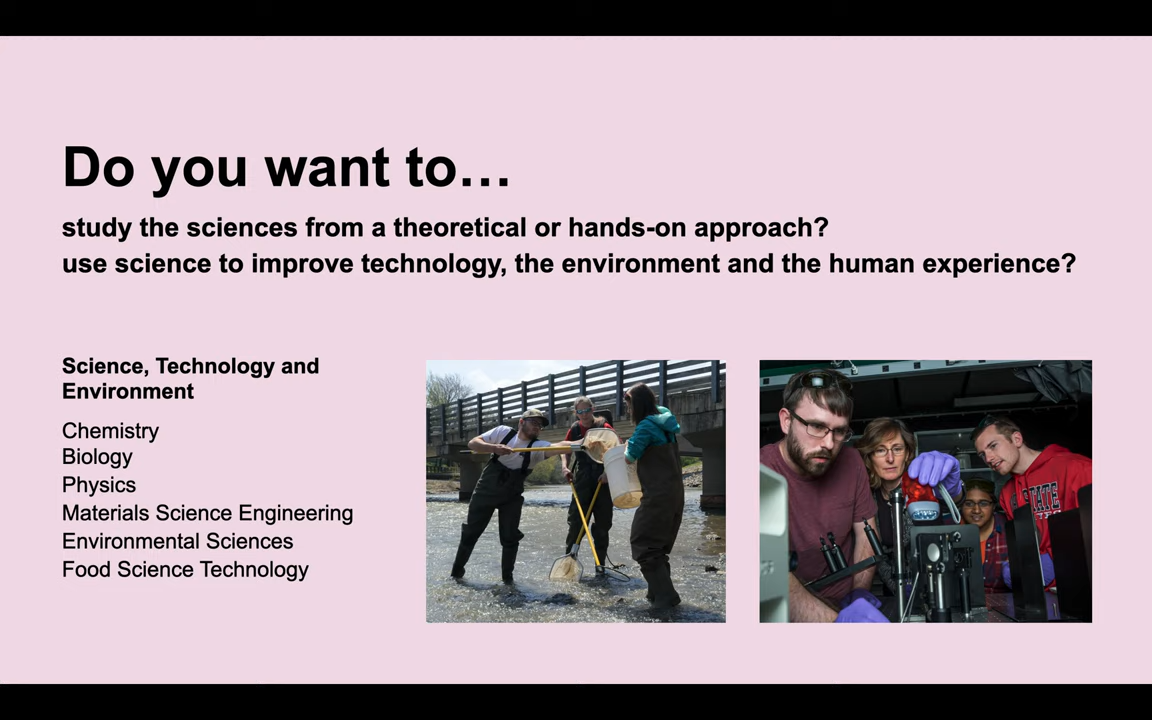 Do you want to…
study the sciences from a theoretical or hands-on approach?
use science to improve technology, the environment and the human experience?
Science, Technology and
Environment
Chemistry
Biology
Physics
Materials Science Engineering
Environmental Sciences
Food Science Technology
STATE